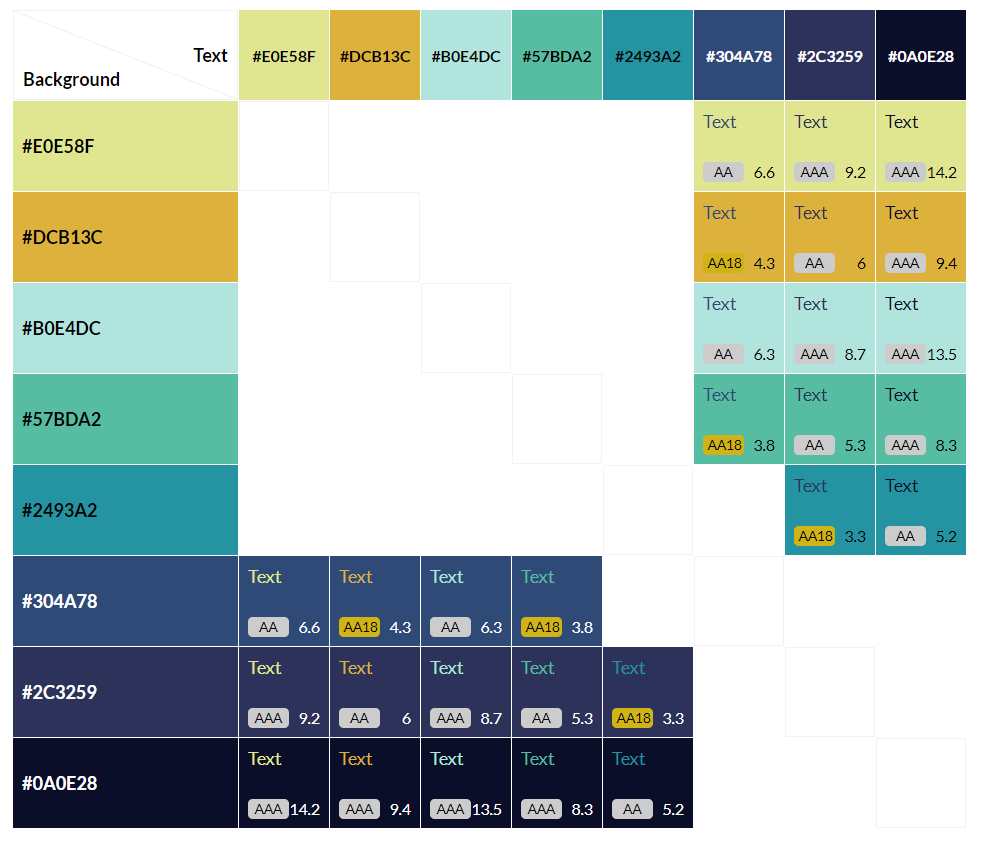 Text
Background
#E0E58F #DCB13C #B0E4DC #57BDA2 #2493A2 #304A78 #2C3259 #0A0E28
#E0E58F
Text Text Text
AA 6.6 AAA 9.2 AAA 14.2
#DCB13C
Text Text Text
AA18 4.3 AA 6 AAA 9.4
#B0E4DC
Text Text Text
AA 6.3 AAA 8.7 AAA 13.5
#57BDA2
Text Text Text
AA18 3.8 AA 5.3 AAA 8.3
#2493A2
Text Text
AA18 3.3 AA 5.2
#304A78
Text Text Text Text
AA 6.6 AA18 4.3 AA 6.3 AA18 3.8
#2C3259
Text Text Text Text Text
AAA 9.2 AA 6 AAA 8.7 AA 5.3 AA18 3.3
#0A0E28
Text Text Text Text Text
AAA 14.2 AAA 9.4 AAA 13.5 AAA 8.3 AA 5.2